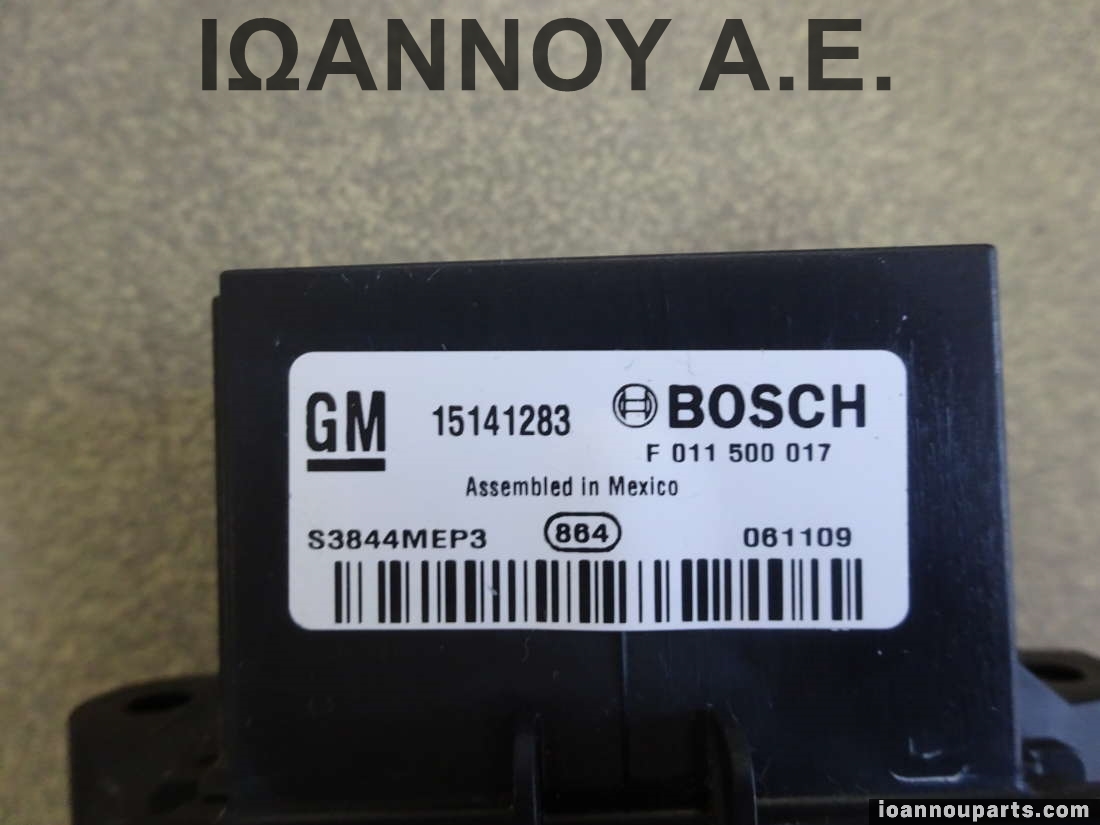 ΙΩΑΝΝΟΥ Α.Ε.
GM 15141283 BOSCH
F 011 500 017
Assembled in Mexico
S3844MEP3 864 061109
ioannouparts.com